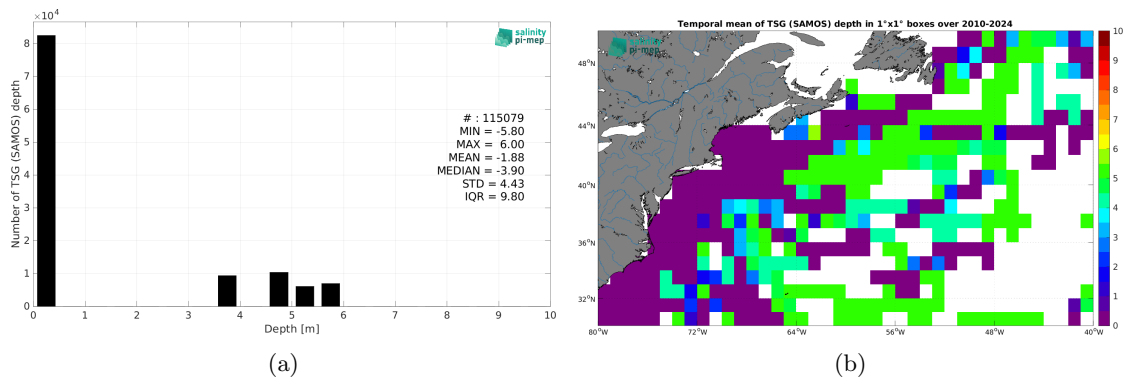 ×10⁴
9
8
7
6
5
4
3
2
1
0
Number of TSG (SAMOS) depth
salinity
pi-mep
# : 115079
MIN = -5.80
MAX = 6.00
MEAN = -1.88
MEDIAN = -3.90
STD = 4.43
IQR = 9.80
0 1 2 3 4 5 6 7 8 9 10
Depth [m]
(a)
Temporal mean of TSG (SAMOS) depth in 1°x1° boxes over 2010-2024
salinity
pi-mep
48°N
44°N
40°N
36°N
32°N
80°W 72°W 64°W 56°W 48°W 40°W
10
9
8
7
6
5
4
3
2
1
0
(b)